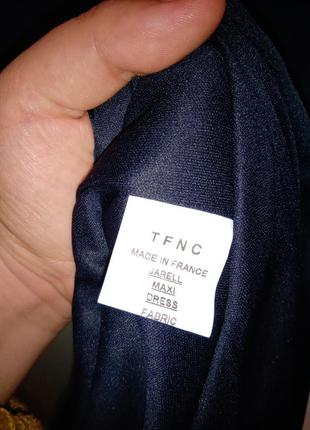 TFNC
MADE IN FRANCE
JARELL
MAXI
DRESS
FABRIC